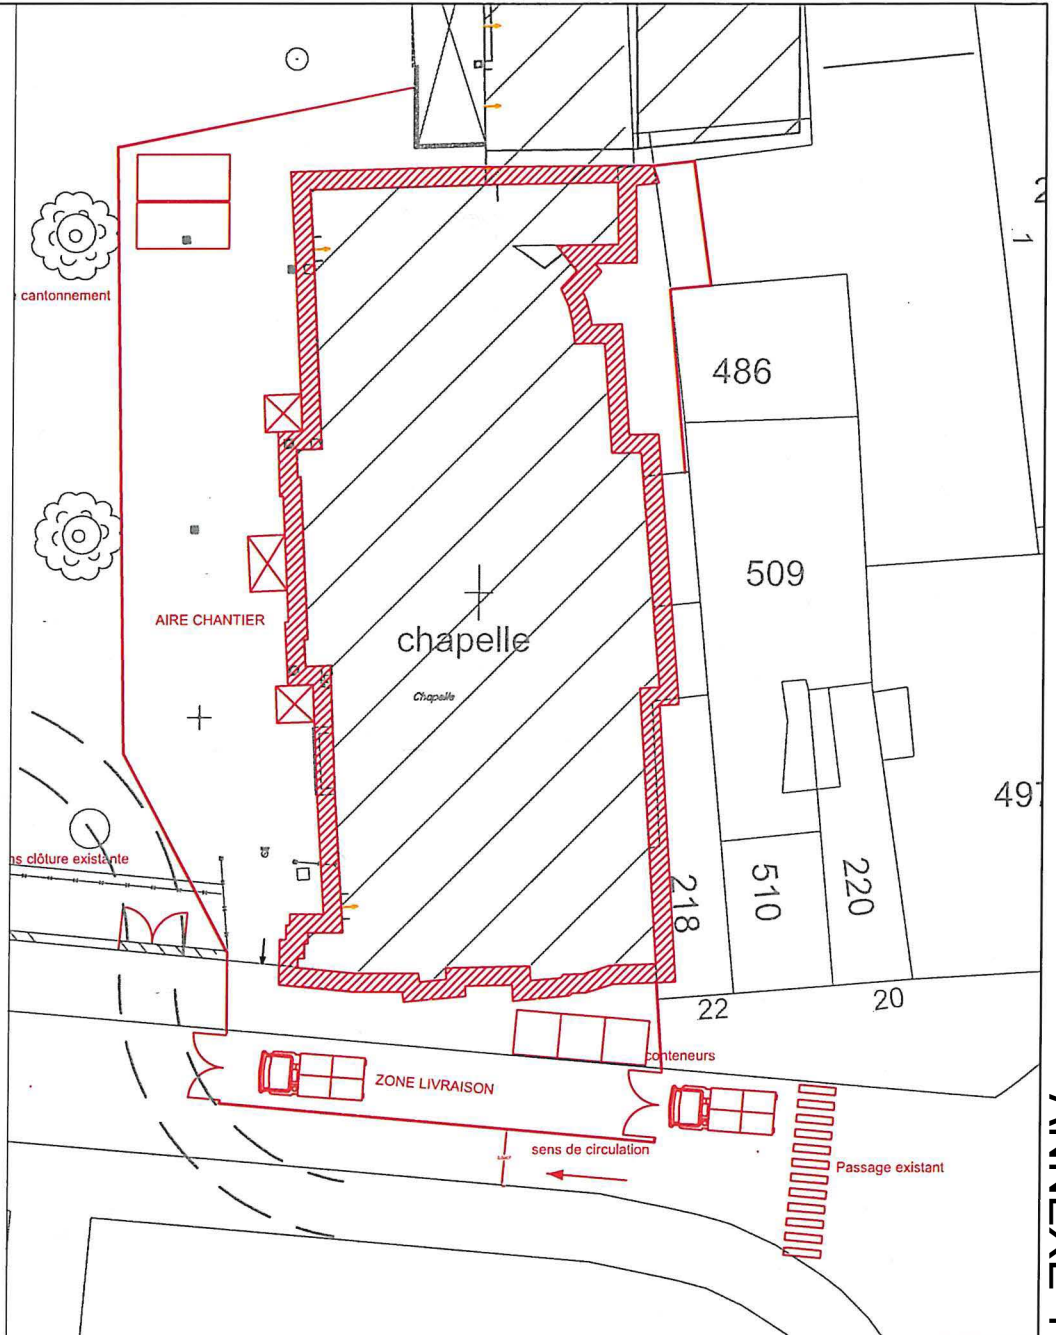 cantonnement
486
509
AIRE CHANTIER
chapelle
Chapelle
497
clôture existante
218
510
220
22
20
conteneurs
ZONE LIVRAISON
sens de circulation
Passage existant
ANNEXE